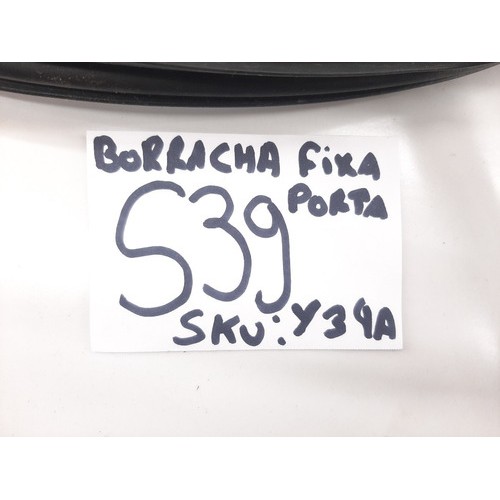 BORRACHA FIXA
PORTA
S39
SKU: Y39A